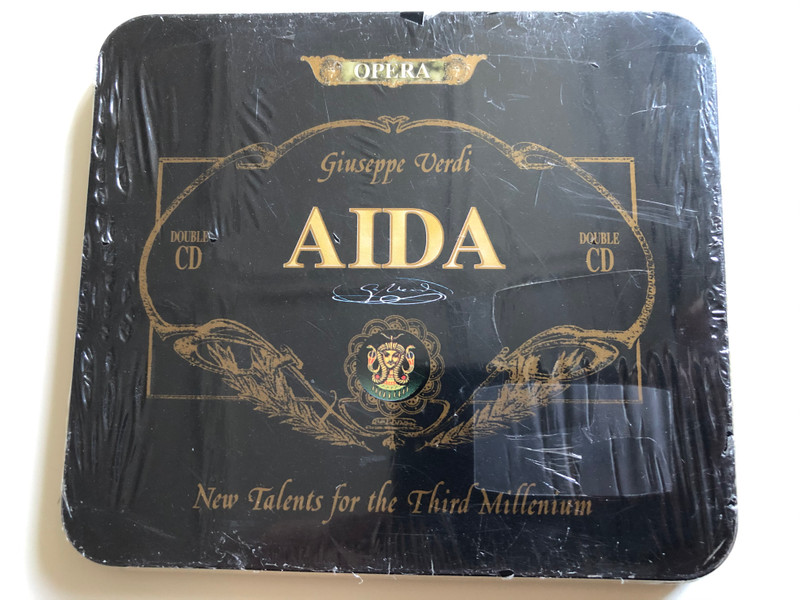 OPERA
Giuseppe Verdi
AIDA
DOUBLE
CD
DOUBLE
CD
New Talents for the Third Millenium